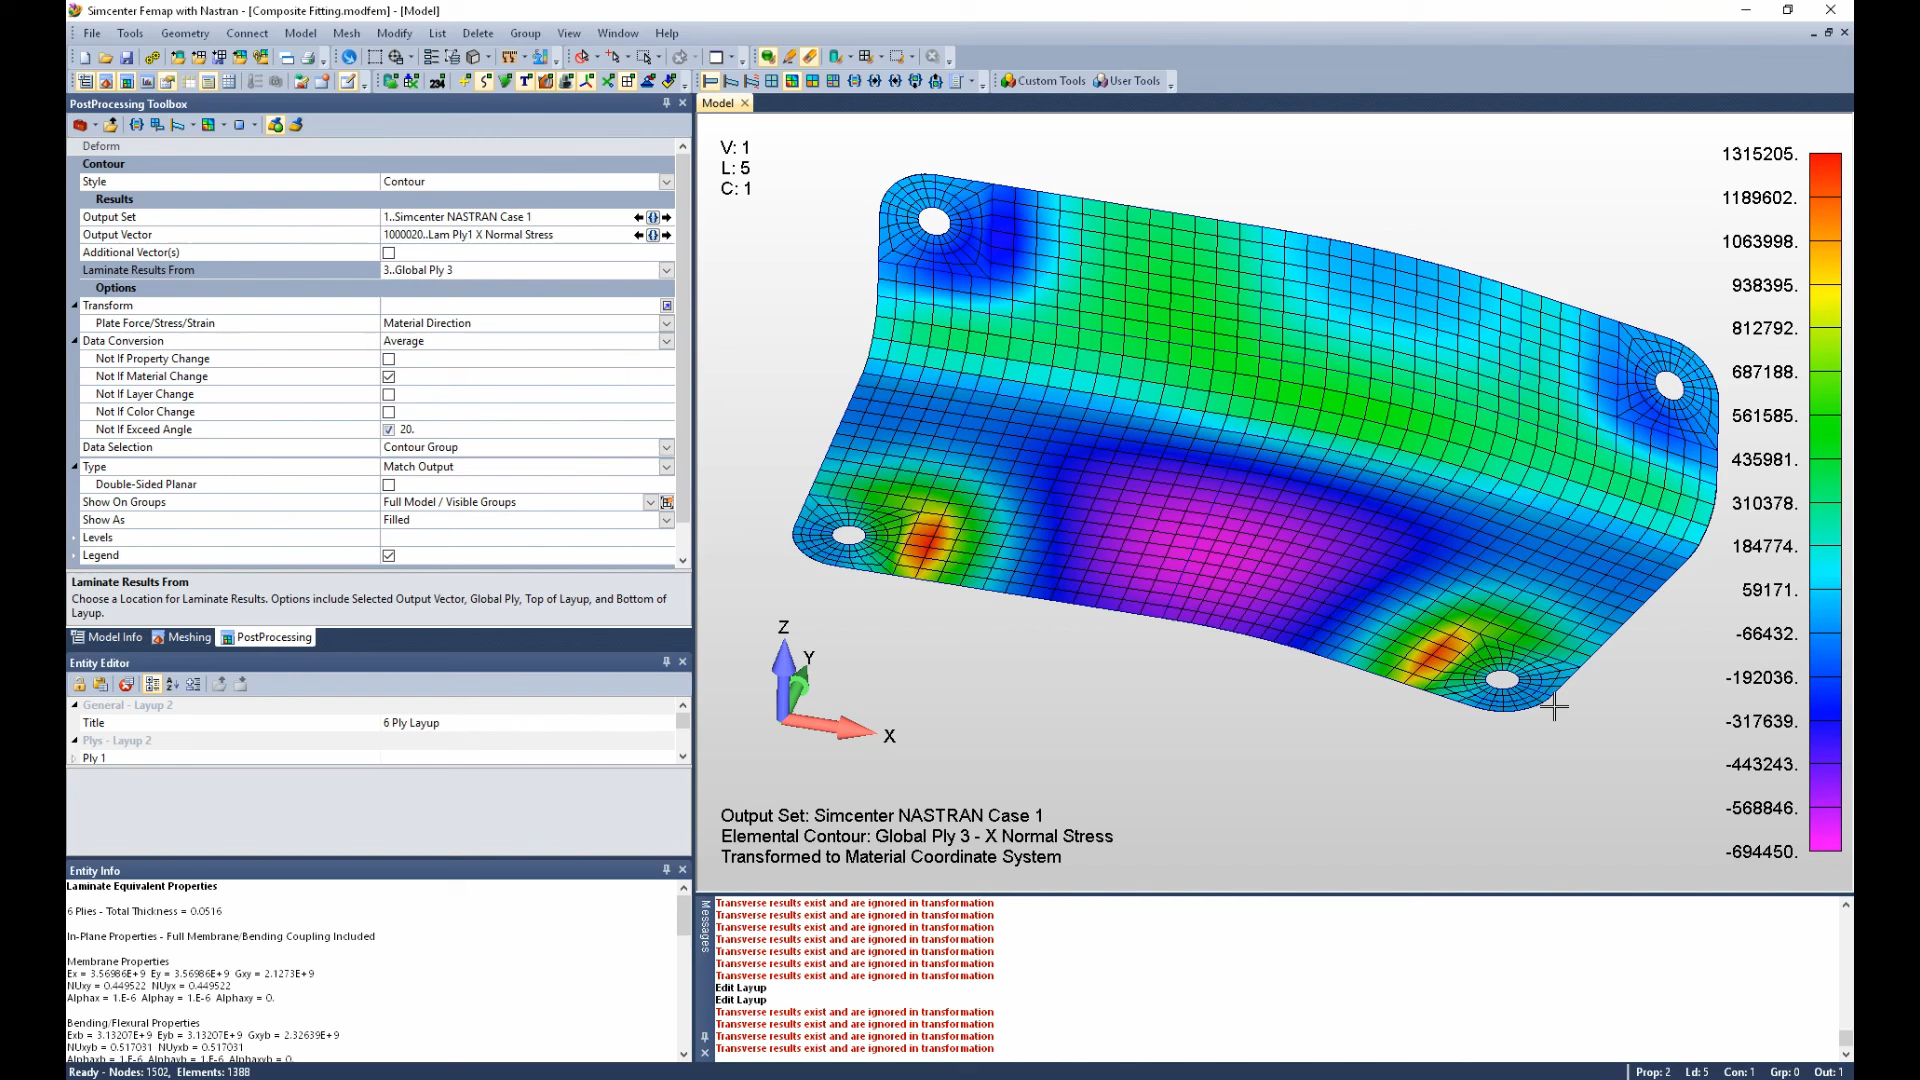 Simcenter Femap with Nastran - [Composite Fitting.modfem] - [Model]
File Tools Geometry Connect Model Mesh Modify List Delete Group View Window Help
Custom Tools User Tools
PostProcessing Toolbox
Deform
Contour
Style Contour
Results
Output Set 1..Simcenter NASTRAN Case 1
Output Vector 1000020..Lam Ply1 X Normal Stress
Additional Vector(s)
Laminate Results From 3..Global Ply 3
Options
Transform
Plate Force/Stress/Strain Material Direction
Data Conversion Average
Not If Property Change
Not If Material Change
Not If Layer Change
Not If Color Change
Not If Exceed Angle 20.
Data Selection Contour Group
Type Match Output
Double-Sided Planar
Show On Groups Full Model / Visible Groups
Show As Filled
Levels
Legend
Laminate Results From
Choose a Location for Laminate Results. Options include Selected Output Vector, Global Ply, Top of Layup, and Bottom of
Layup.
Model Info Meshing PostProcessing
Entity Editor
General - Layup 2
Title 6 Ply Layup
Plys - Layup 2
Ply 1
Entity Info
Laminate Equivalent Properties
6 Plies - Total Thickness = 0.0516
In-Plane Properties - Full Membrane/Bending Coupling Included
Membrane Properties
Ex = 3.56986E+9 Ey = 3.56986E+9 Gxy = 2.1273E+9
NUxy = 0.449522 NUyx = 0.449522
Alphax = 1.E-6 Alphay = 1.E-6 Alphaxy = 0.
Bending/Flexural Properties
Exb = 3.13207E+9 Eyb = 3.13207E+9 Gxyb = 2.32639E+9
NUxyb = 0.517031 NUyxb = 0.517031
Alphaxb = 1.E-6 Alphayb = 1.E-6 Alphaxyb = 0.
Model
V: 1
L: 5
C: 1
1315205.
1189602.
1063998.
938395.
812792.
687188.
561585.
435981.
310378.
184774.
59171.
-66432.
-192036.
-317639.
-443243.
-568846.
-694450.
Z
Y
X
Output Set: Simcenter NASTRAN Case 1
Elemental Contour: Global Ply 3 - X Normal Stress
Transformed to Material Coordinate System
Messages
Transverse results exist and are ignored in transformation
Transverse results exist and are ignored in transformation
Transverse results exist and are ignored in transformation
Transverse results exist and are ignored in transformation
Transverse results exist and are ignored in transformation
Transverse results exist and are ignored in transformation
Transverse results exist and are ignored in transformation
Edit Layup
Edit Layup
Transverse results exist and are ignored in transformation
Transverse results exist and are ignored in transformation
Transverse results exist and are ignored in transformation
Transverse results exist and are ignored in transformation
Ready - Nodes: 1502, Elements: 1388
Prop: 2 Ld: 5 Con: 1 Grp: 0 Out: 1